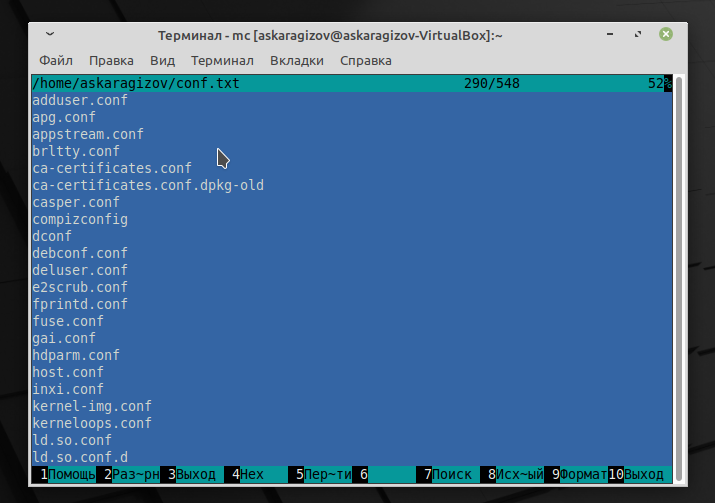 Терминал - mc [askaragizov@askaragizov-VirtualBox]:~
Файл Правка Вид Терминал Вкладки Справка
/home/askaragizov/conf.txt 290/548 52%
adduser.conf
apg.conf
appstream.conf
brltty.conf
ca-certificates.conf
ca-certificates.conf.dpkg-old
casper.conf
compizconfig
dconf
debconf.conf
deluser.conf
e2scrub.conf
fprintd.conf
fuse.conf
gai.conf
hdparm.conf
host.conf
inxi.conf
kernel-img.conf
kerneloops.conf
ld.so.conf
ld.so.conf.d
1Помощь 2Раз~рн 3Выход 4Hex 5Пер~ти 6 7Поиск 8Исх~ый 9Формат 10Выход